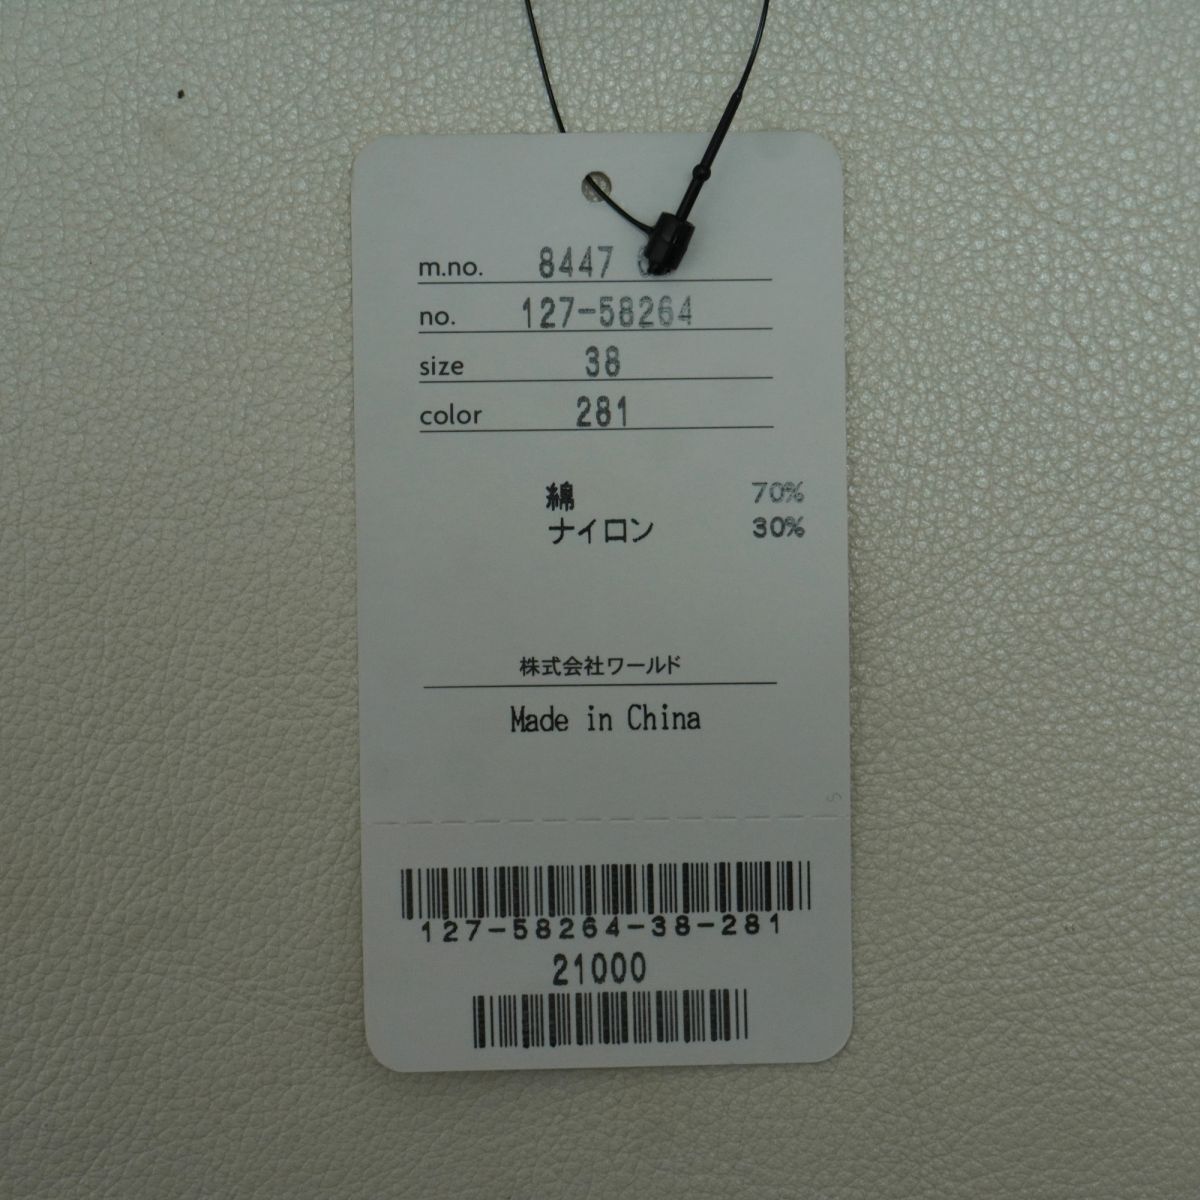 m.no. 8447
no. 127-58264
size 38
color 281
綿 70%
ナイロン 30%
株式会社ワールド
Made in China
127-58264-38-281
21000